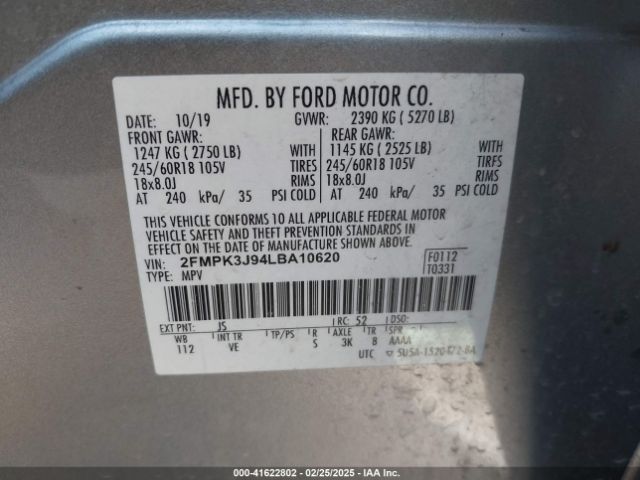 MFD. BY FORD MOTOR CO.
DATE: 10/19 GVWR: 2390 KG ( 5270 LB)
FRONT GAWR: REAR GAWR:
1247 KG ( 2750 LB) WITH 1145 KG ( 2525 LB) WITH
245/60R18 105V TIRES 245/60R18 105V TIRES
18x8.0J RIMS 18x8.0J RIMS
AT 240 kPa/ 35 PSI COLD AT 240 kPa/ 35 PSI COLD
THIS VEHICLE CONFORMS TO ALL APPLICABLE FEDERAL MOTOR
VEHICLE SAFETY AND THEFT PREVENTION STANDARDS IN
EFFECT ON THE DATE OF MANUFACTURE SHOWN ABOVE.
VIN: 2FMPK3J94LBA10620 F0112
TYPE: MPV T0331
EXT PNT: JS RC: 52 DSO:
WB INT TR TP/PS R AXLE TR SPR
112 VE S 3K 8 AAAA
UTC
000-41622802 - 02/25/2025 - IAA Inc.